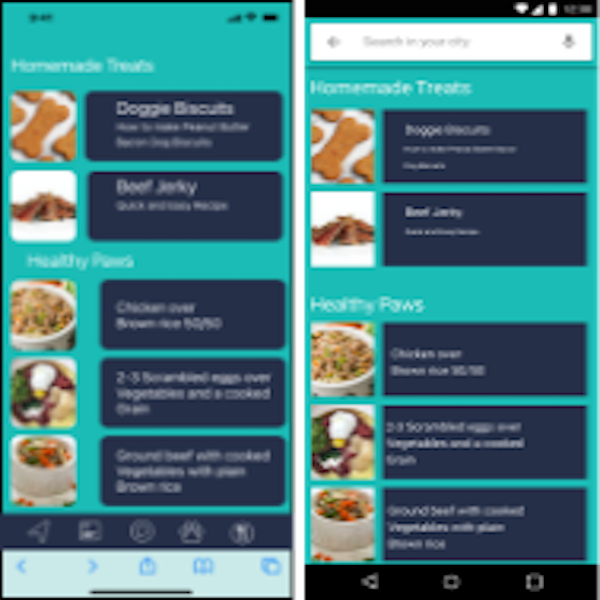 9:41
Homemade Treats
Doggie Biscuits
How to make Peanut Butter
Bacon Dog Biscuits
Beef Jerky
Quick and Easy Recipe
Healthy Paws
Chicken over
Brown rice 50/50
2-3 Scrambled eggs over
Vegetables and a cooked
Grain
Ground beef with cooked
Vegetables with plain
Brown rice
Search in your city
Homemade Treats
Doggie Biscuits
How to make Peanut Butter Bacon
Dog Biscuits
Beef Jerky
Quick and Easy Recipe
Healthy Paws
Chicken over
Brown rice 50/50
2-3 Scrambled eggs over
Vegetables and a cooked
Grain
Ground beef with cooked
Vegetables with plain
Brown rice